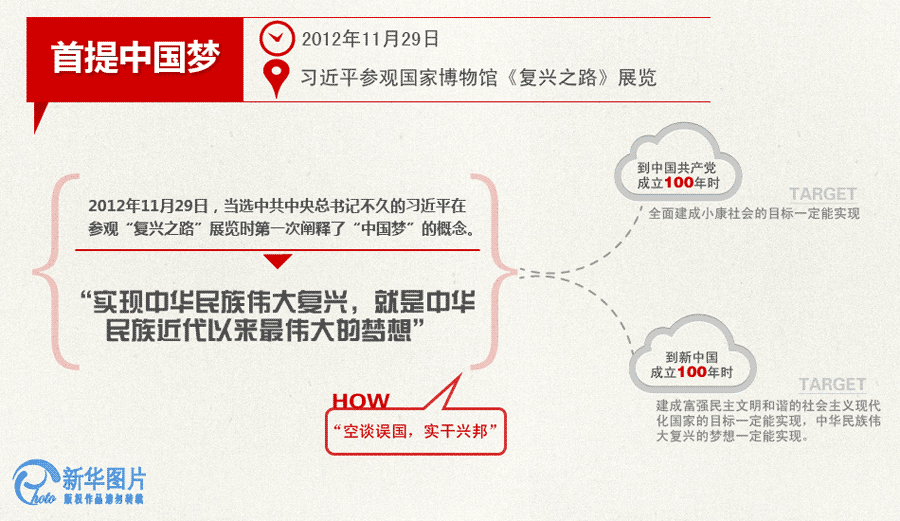 首提中国梦
2012年11月29日
习近平参观国家博物馆《复兴之路》展览
2012年11月29日，当选中共中央总书记不久的习近平在
参观“复兴之路”展览时第一次阐释了“中国梦”的概念。
“实现中华民族伟大复兴，就是中华
民族近代以来最伟大的梦想”
HOW
“空谈误国，实干兴邦”
到中国共产党
成立100年时
TARGET
全面建成小康社会的目标一定能实现
到新中国
成立100年时
TARGET
建成富强民主文明和谐的社会主义现代
化国家的目标一定能实现，中华民族伟
大复兴的梦想一定能实现。
Photo
新华图片
版权作品请勿转载